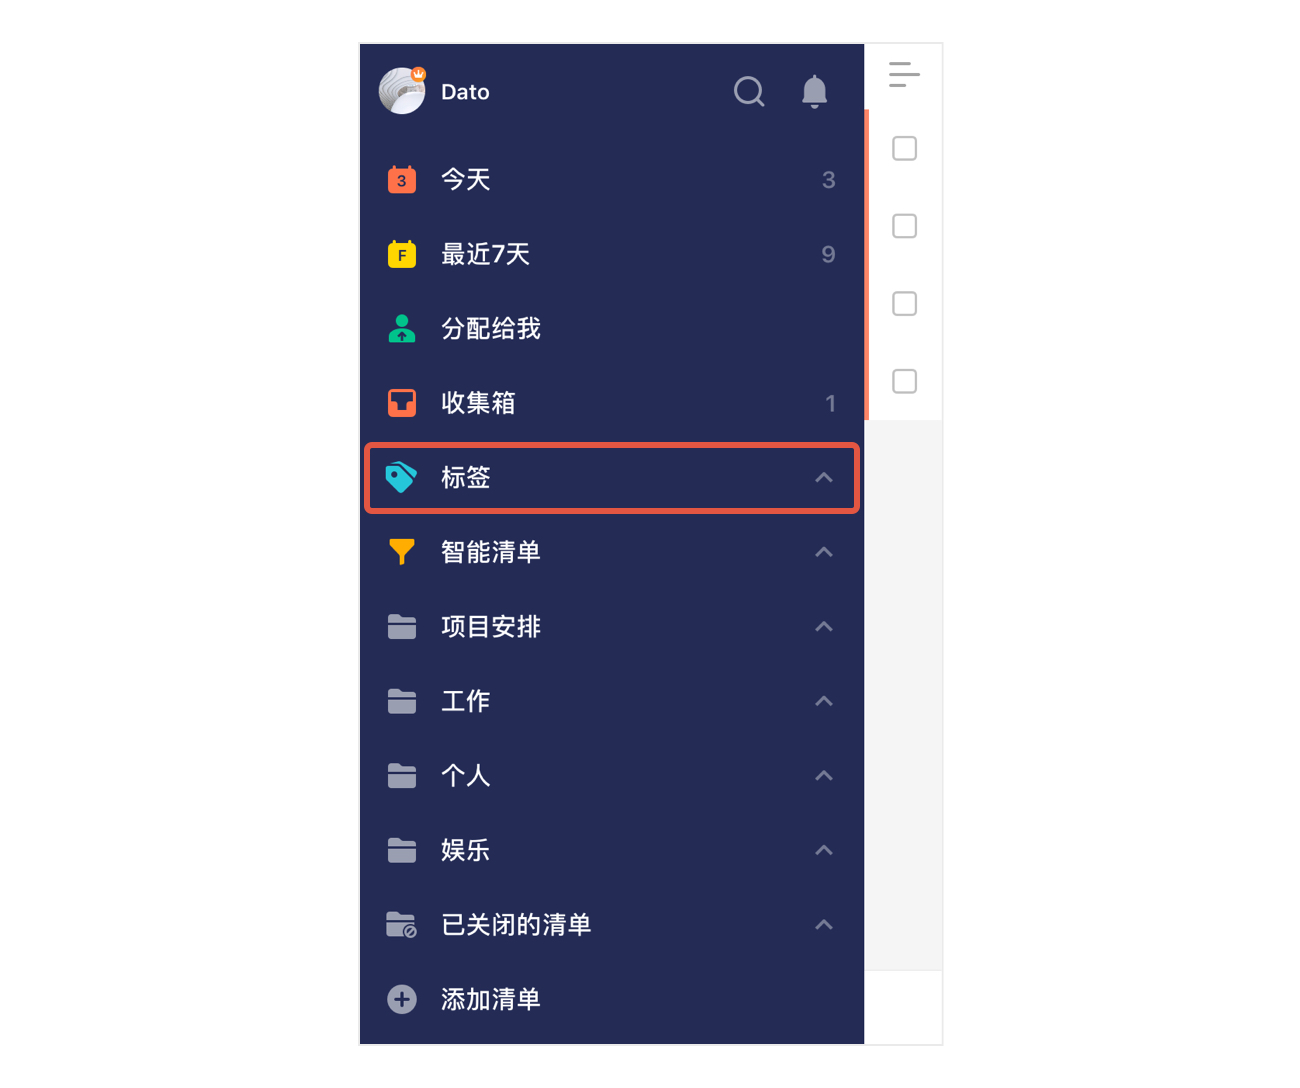 Dato
3 今天 3
F 最近7天 9
分配给我
收集箱 1
标签
智能清单
项目安排
工作
个人
娱乐
已关闭的清单
添加清单